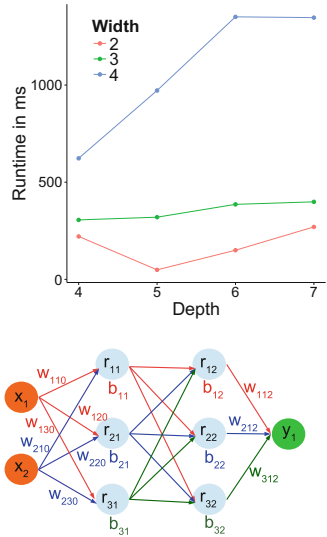 Width
2
3
4
Runtime in ms
1000
500
0
4 5 6 7
Depth
r11 r12
w110 b11 b12 w112
x1
w130 w120
w210 r21 r22 w212 y1
w220 b21 b22
x2
w230 w312
r31 r32
b31 b32